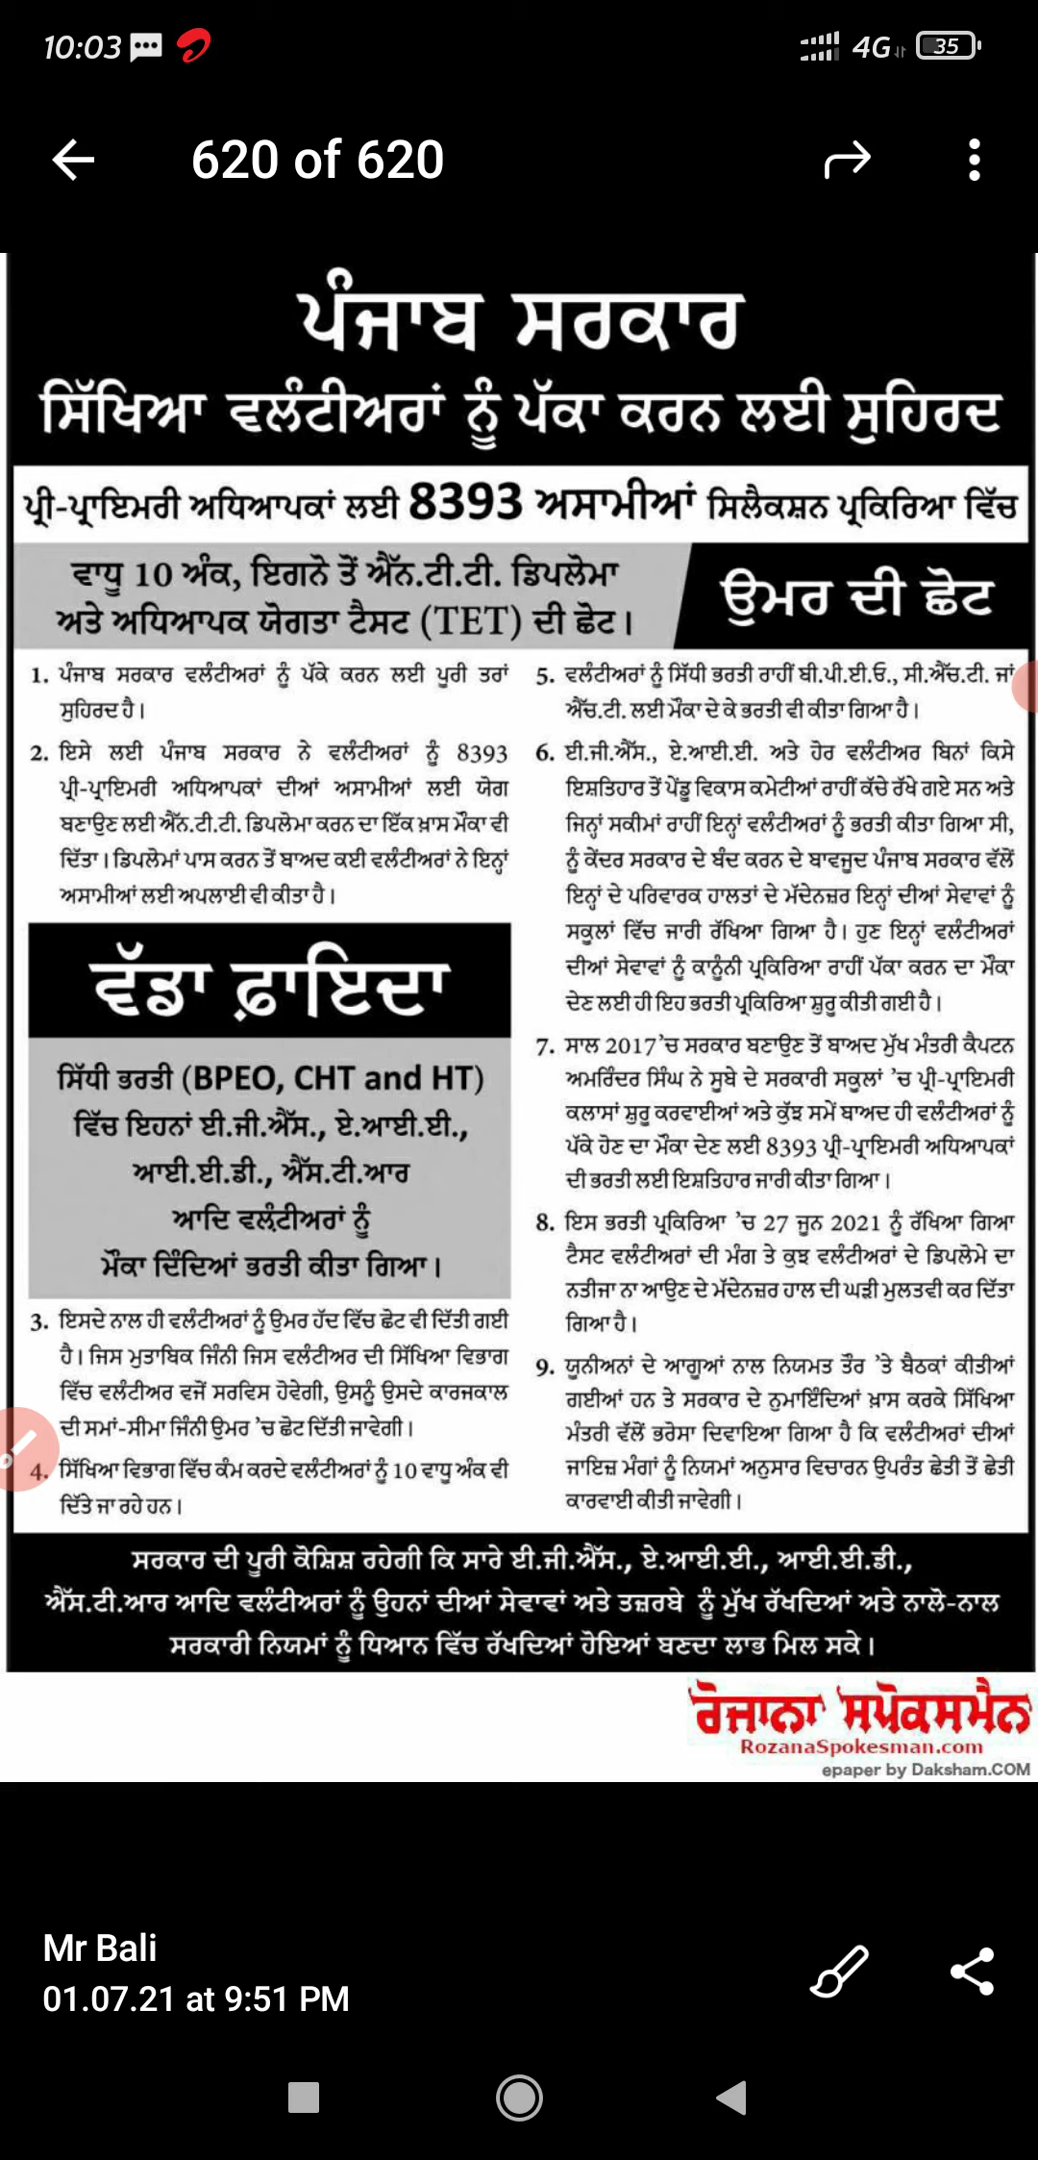 10:03
4G 35
620 of 620
ਪੰਜਾਬ ਸਰਕਾਰ
ਸਿੱਖਿਆ ਵਲੰਟੀਅਰਾਂ ਨੂੰ ਪੱਕਾ ਕਰਨ ਲਈ ਸੁਹਿਰਦ
ਪ੍ਰੀ-ਪ੍ਰਾਇਮਰੀ ਅਧਿਆਪਕਾਂ ਲਈ 8393 ਅਸਾਮੀਆਂ ਸਿਲੈਕਸ਼ਨ ਪ੍ਰਕਿਰਿਆ ਵਿੱਚ
ਵਾਧੂ 10 ਅੰਕ, ਇਗਨੋ ਤੋਂ ਐੱਨ.ਟੀ.ਟੀ. ਡਿਪਲੋਮਾ
ਅਤੇ ਅਧਿਆਪਕ ਯੋਗਤਾ ਟੈਸਟ (TET) ਦੀ ਛੋਟ।
ਉਮਰ ਦੀ ਛੋਟ
1. ਪੰਜਾਬ ਸਰਕਾਰ ਵਲੰਟੀਅਰਾਂ ਨੂੰ ਪੱਕੇ ਕਰਨ ਲਈ ਪੂਰੀ ਤਰਾਂ
ਸੁਹਿਰਦ ਹੈ।
2. ਇਸੇ ਲਈ ਪੰਜਾਬ ਸਰਕਾਰ ਨੇ ਵਲੰਟੀਅਰਾਂ ਨੂੰ 8393
ਪ੍ਰੀ-ਪ੍ਰਾਇਮਰੀ ਅਧਿਆਪਕਾਂ ਦੀਆਂ ਅਸਾਮੀਆਂ ਲਈ ਯੋਗ
ਬਣਾਉਣ ਲਈ ਐੱਨ.ਟੀ.ਟੀ. ਡਿਪਲੋਮਾ ਕਰਨ ਦਾ ਇੱਕ ਖ਼ਾਸ ਮੌਕਾ ਵੀ
ਦਿੱਤਾ। ਡਿਪਲੋਮਾਂ ਪਾਸ ਕਰਨ ਤੋਂ ਬਾਅਦ ਕਈ ਵਲੰਟੀਅਰਾਂ ਨੇ ਇਨ੍ਹਾਂ
ਅਸਾਮੀਆਂ ਲਈ ਅਪਲਾਈ ਵੀ ਕੀਤਾ ਹੈ।
ਵੱਡਾ ਫ਼ਾਇਦਾ
ਸਿੱਧੀ ਭਰਤੀ (BPEO, CHT and HT)
ਵਿੱਚ ਇਹਨਾਂ ਈ.ਜੀ.ਐੱਸ., ਏ.ਆਈ.ਈ.,
ਆਈ.ਈ.ਡੀ., ਐੱਸ.ਟੀ.ਆਰ
ਆਦਿ ਵਲੰਟੀਅਰਾਂ ਨੂੰ
ਮੌਕਾ ਦਿੰਦਿਆਂ ਭਰਤੀ ਕੀਤਾ ਗਿਆ।
3. ਇਸਦੇ ਨਾਲ ਹੀ ਵਲੰਟੀਅਰਾਂ ਨੂੰ ਉਮਰ ਹੱਦ ਵਿੱਚ ਛੋਟ ਵੀ ਦਿੱਤੀ ਗਈ
ਹੈ। ਜਿਸ ਮੁਤਾਬਿਕ ਜਿੰਨੀ ਜਿਸ ਵਲੰਟੀਅਰ ਦੀ ਸਿੱਖਿਆ ਵਿਭਾਗ
ਵਿੱਚ ਵਲੰਟੀਅਰ ਵਜੋਂ ਸਰਵਿਸ ਹੋਵੇਗੀ, ਉਸਨੂੰ ਉਸਦੇ ਕਾਰਜਕਾਲ
ਦੀ ਸਮਾਂ-ਸੀਮਾ ਜਿੰਨੀ ਉਮਰ 'ਚ ਛੋਟ ਦਿੱਤੀ ਜਾਵੇਗੀ।
4. ਸਿੱਖਿਆ ਵਿਭਾਗ ਵਿੱਚ ਕੰਮ ਕਰਦੇ ਵਲੰਟੀਅਰਾਂ ਨੂੰ 10 ਵਾਧੂ ਅੰਕ ਵੀ
ਦਿੱਤੇ ਜਾ ਰਹੇ ਹਨ।
5. ਵਲੰਟੀਅਰਾਂ ਨੂੰ ਸਿੱਧੀ ਭਰਤੀ ਰਾਹੀਂ ਬੀ.ਪੀ.ਈ.ਓ., ਸੀ.ਐੱਚ.ਟੀ. ਜਾਂ
ਐੱਚ.ਟੀ. ਲਈ ਮੌਕਾ ਦੇ ਕੇ ਭਰਤੀ ਵੀ ਕੀਤਾ ਗਿਆ ਹੈ।
6. ਈ.ਜੀ.ਐੱਸ., ਏ.ਆਈ.ਈ. ਅਤੇ ਹੋਰ ਵਲੰਟੀਅਰ ਬਿਨਾਂ ਕਿਸੇ
ਇਸ਼ਤਿਹਾਰ ਤੋਂ ਪੇਂਡੂ ਵਿਕਾਸ ਕਮੇਟੀਆਂ ਰਾਹੀਂ ਕੱਚੇ ਰੱਖੇ ਗਏ ਸਨ ਅਤੇ
ਜਿਨ੍ਹਾਂ ਸਕੀਮਾਂ ਰਾਹੀਂ ਇਨ੍ਹਾਂ ਵਲੰਟੀਅਰਾਂ ਨੂੰ ਭਰਤੀ ਕੀਤਾ ਗਿਆ ਸੀ,
ਨੂੰ ਕੇਂਦਰ ਸਰਕਾਰ ਦੇ ਬੰਦ ਕਰਨ ਦੇ ਬਾਵਜੂਦ ਪੰਜਾਬ ਸਰਕਾਰ ਵੱਲੋਂ
ਇਨ੍ਹਾਂ ਦੇ ਪਰਿਵਾਰਕ ਹਾਲਤਾਂ ਦੇ ਮੱਦੇਨਜ਼ਰ ਇਨ੍ਹਾਂ ਦੀਆਂ ਸੇਵਾਵਾਂ ਨੂੰ
ਸਕੂਲਾਂ ਵਿੱਚ ਜਾਰੀ ਰੱਖਿਆ ਗਿਆ ਹੈ। ਹੁਣ ਇਨ੍ਹਾਂ ਵਲੰਟੀਅਰਾਂ
ਦੀਆਂ ਸੇਵਾਵਾਂ ਨੂੰ ਕਾਨੂੰਨੀ ਪ੍ਰਕਿਰਿਆ ਰਾਹੀਂ ਪੱਕਾ ਕਰਨ ਦਾ ਮੌਕਾ
ਦੇਣ ਲਈ ਹੀ ਇਹ ਭਰਤੀ ਪ੍ਰਕਿਰਿਆ ਸ਼ੁਰੂ ਕੀਤੀ ਗਈ ਹੈ।
7. ਸਾਲ 2017 'ਚ ਸਰਕਾਰ ਬਣਾਉਣ ਤੋਂ ਬਾਅਦ ਮੁੱਖ ਮੰਤਰੀ ਕੈਪਟਨ
ਅਮਰਿੰਦਰ ਸਿੰਘ ਨੇ ਸੂਬੇ ਦੇ ਸਰਕਾਰੀ ਸਕੂਲਾਂ 'ਚ ਪ੍ਰੀ-ਪ੍ਰਾਇਮਰੀ
ਕਲਾਸਾਂ ਸ਼ੁਰੂ ਕਰਵਾਈਆਂ ਅਤੇ ਕੁੱਝ ਸਮੇਂ ਬਾਅਦ ਹੀ ਵਲੰਟੀਅਰਾਂ ਨੂੰ
ਪੱਕੇ ਹੋਣ ਦਾ ਮੌਕਾ ਦੇਣ ਲਈ 8393 ਪ੍ਰੀ-ਪ੍ਰਾਇਮਰੀ ਅਧਿਆਪਕਾਂ
ਦੀ ਭਰਤੀ ਲਈ ਇਸ਼ਤਿਹਾਰ ਜਾਰੀ ਕੀਤਾ ਗਿਆ।
8. ਇਸ ਭਰਤੀ ਪ੍ਰਕਿਰਿਆ 'ਚ 27 ਜੂਨ 2021 ਨੂੰ ਰੱਖਿਆ ਗਿਆ
ਟੈਸਟ ਵਲੰਟੀਅਰਾਂ ਦੀ ਮੰਗ ਤੇ ਕੁਝ ਵਲੰਟੀਅਰਾਂ ਦੇ ਡਿਪਲੋਮੇ ਦਾ
ਨਤੀਜਾ ਨਾ ਆਉਣ ਦੇ ਮੱਦੇਨਜ਼ਰ ਹਾਲ ਦੀ ਘੜੀ ਮੁਲਤਵੀ ਕਰ ਦਿੱਤਾ
ਗਿਆ ਹੈ।
9. ਯੂਨੀਅਨਾਂ ਦੇ ਆਗੂਆਂ ਨਾਲ ਨਿਯਮਤ ਤੌਰ 'ਤੇ ਬੈਠਕਾਂ ਕੀਤੀਆਂ
ਗਈਆਂ ਹਨ ਤੇ ਸਰਕਾਰ ਦੇ ਨੁਮਾਇੰਦਿਆਂ ਖ਼ਾਸ ਕਰਕੇ ਸਿੱਖਿਆ
ਮੰਤਰੀ ਵੱਲੋਂ ਭਰੋਸਾ ਦਿਵਾਇਆ ਗਿਆ ਹੈ ਕਿ ਵਲੰਟੀਅਰਾਂ ਦੀਆਂ
ਜਾਇਜ਼ ਮੰਗਾਂ ਨੂੰ ਨਿਯਮਾਂ ਅਨੁਸਾਰ ਵਿਚਾਰਨ ਉਪਰੰਤ ਛੇਤੀ ਤੋਂ ਛੇਤੀ
ਕਾਰਵਾਈ ਕੀਤੀ ਜਾਵੇਗੀ।
ਸਰਕਾਰ ਦੀ ਪੂਰੀ ਕੋਸ਼ਿਸ਼ ਰਹੇਗੀ ਕਿ ਸਾਰੇ ਈ.ਜੀ.ਐੱਸ., ਏ.ਆਈ.ਈ., ਆਈ.ਈ.ਡੀ.,
ਐੱਸ.ਟੀ.ਆਰ ਆਦਿ ਵਲੰਟੀਅਰਾਂ ਨੂੰ ਉਹਨਾਂ ਦੀਆਂ ਸੇਵਾਵਾਂ ਅਤੇ ਤਜ਼ਰਬੇ ਨੂੰ ਮੁੱਖ ਰੱਖਦਿਆਂ ਅਤੇ ਨਾਲੋ-ਨਾਲ
ਸਰਕਾਰੀ ਨਿਯਮਾਂ ਨੂੰ ਧਿਆਨ ਵਿੱਚ ਰੱਖਦਿਆਂ ਹੋਇਆਂ ਬਣਦਾ ਲਾਭ ਮਿਲ ਸਕੇ।
ਰੋਜ਼ਾਨਾ ਸਪੋਕਸਮੈਨ
RozanaSpokesman.com
epaper by Daksham.COM
Mr Bali
01.07.21 at 9:51 PM